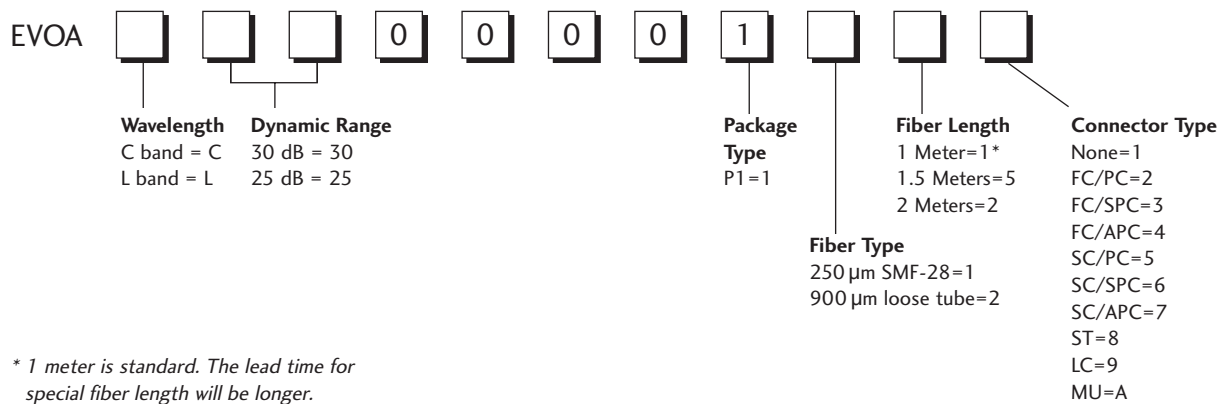 EVOA 0 0 0 0 1
Wavelength
C band = C
L band = L
Dynamic Range
30 dB = 30
25 dB = 25
Package
Type
P1=1
Fiber Type
250 µm SMF-28=1
900 µm loose tube=2
Fiber Length
1 Meter=1*
1.5 Meters=5
2 Meters=2
Connector Type
None=1
FC/PC=2
FC/SPC=3
FC/APC=4
SC/PC=5
SC/SPC=6
SC/APC=7
ST=8
LC=9
MU=A
* 1 meter is standard. The lead time for
special fiber length will be longer.